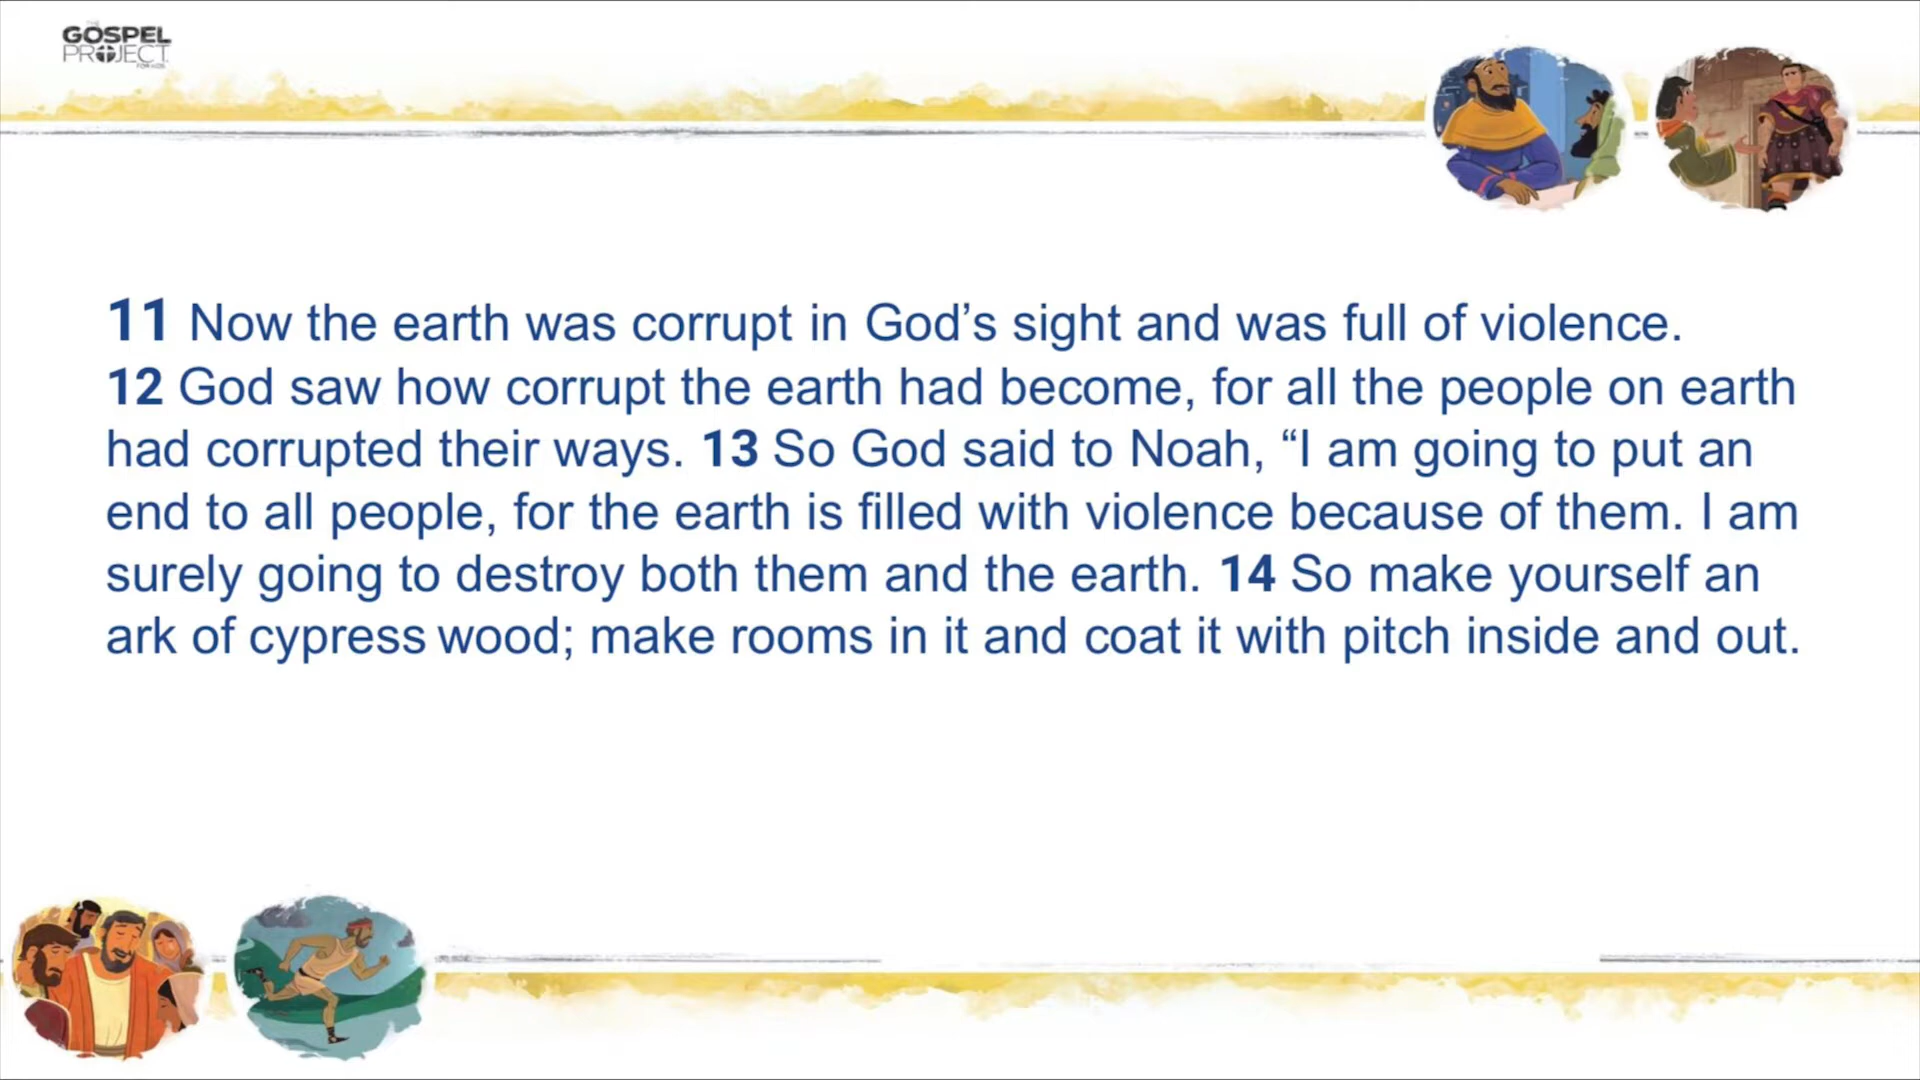 THE
GOSPEL
PROJECT
FOR KIDS
11 Now the earth was corrupt in God’s sight and was full of violence.
12 God saw how corrupt the earth had become, for all the people on earth
had corrupted their ways. 13 So God said to Noah, “I am going to put an
end to all people, for the earth is filled with violence because of them. I am
surely going to destroy both them and the earth. 14 So make yourself an
ark of cypress wood; make rooms in it and coat it with pitch inside and out.